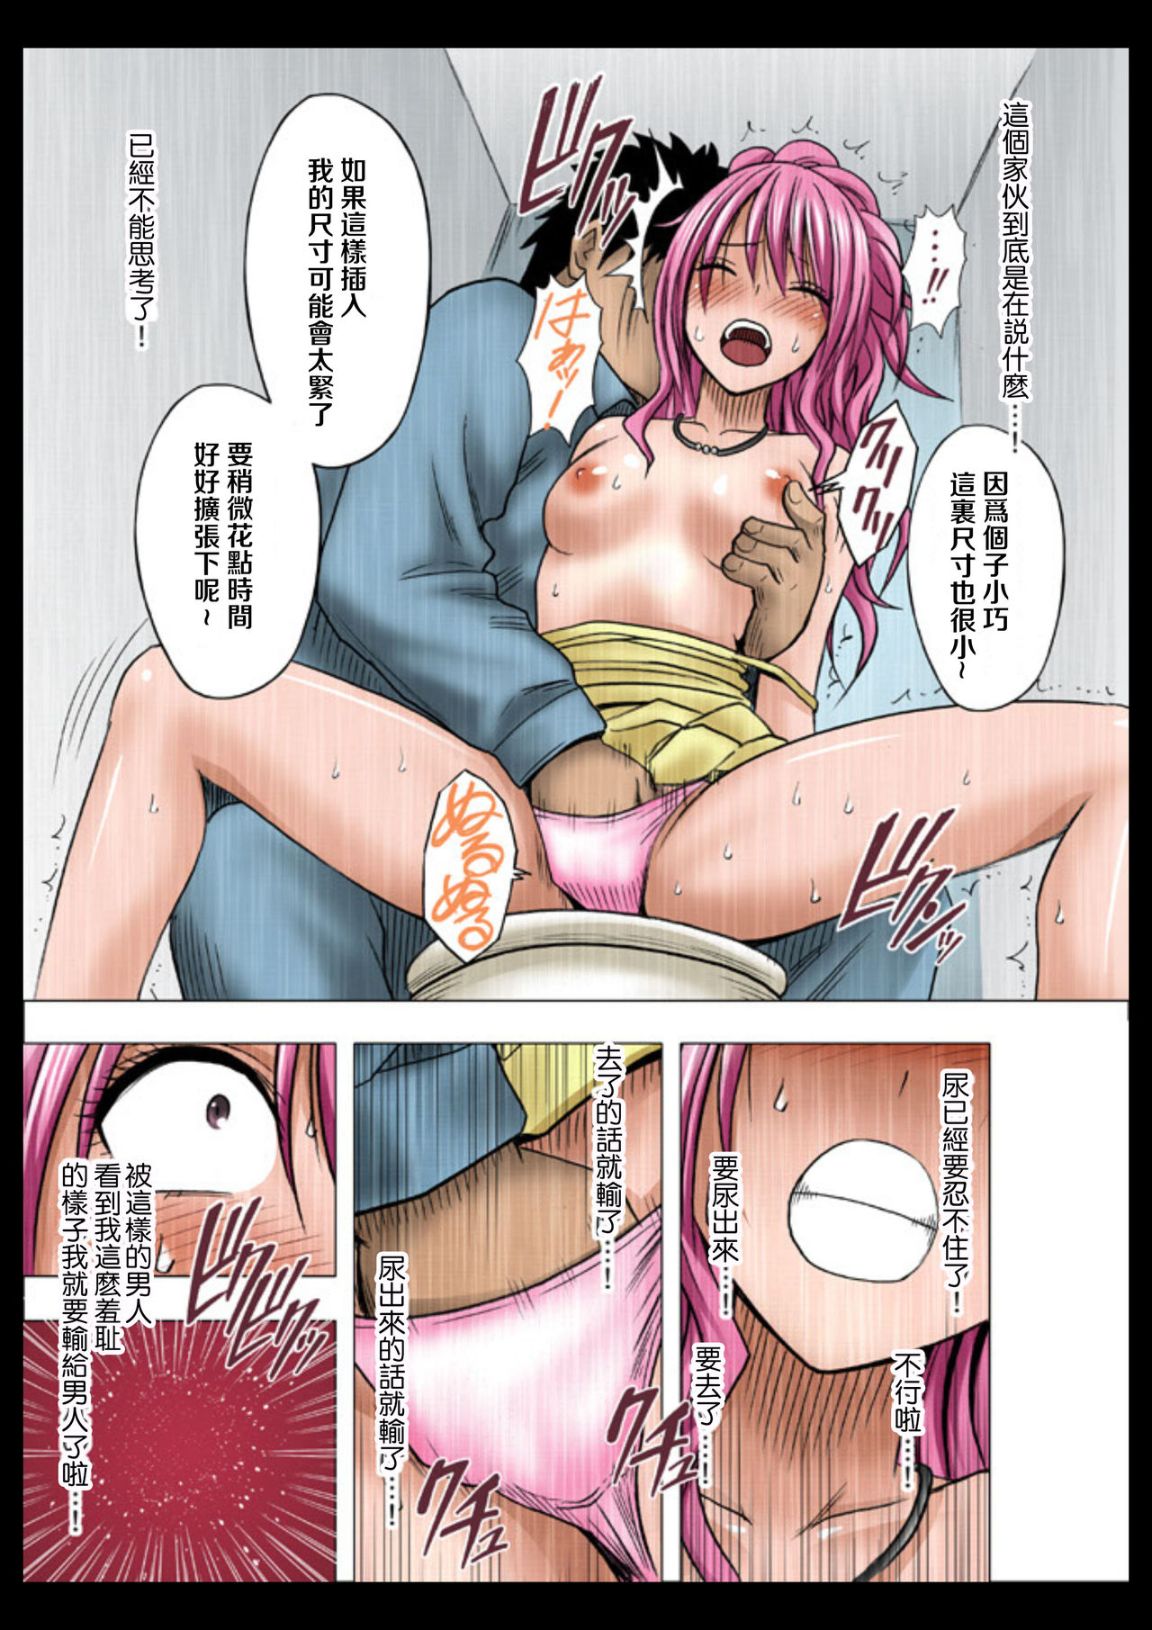 這個家伙到底是在説什麼…!
…!!
因爲個子小巧
這裏尺寸也很小~
クリ
クリッ
ビクッ
はぁッ!
如果這樣插入
我的尺寸可能會太緊了
要稍微花點時間
好好擴張下呢~
已經不能思考了!
ぬる
ぬる
ビクンッ
尿已經要忍不住了…!
要尿出來…!
不行啦…!
要去了…!
去了的話就輸了…!
尿出來的話就輸了…!
クチュ
クチュ
被這樣的男人
看到我這麼羞耻
的樣子我就要輸給男人了啦…!
ビク
ビクッ